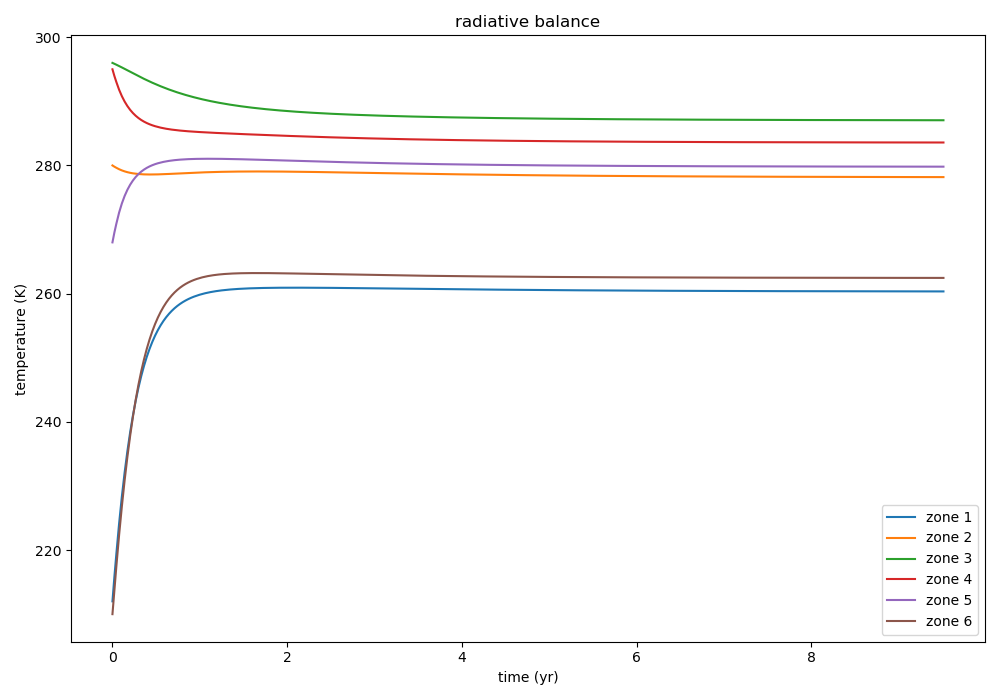 radiative balance
300
280
260
240
220
temperature (K)
0 2 4 6 8
time (yr)
zone 1
zone 2
zone 3
zone 4
zone 5
zone 6